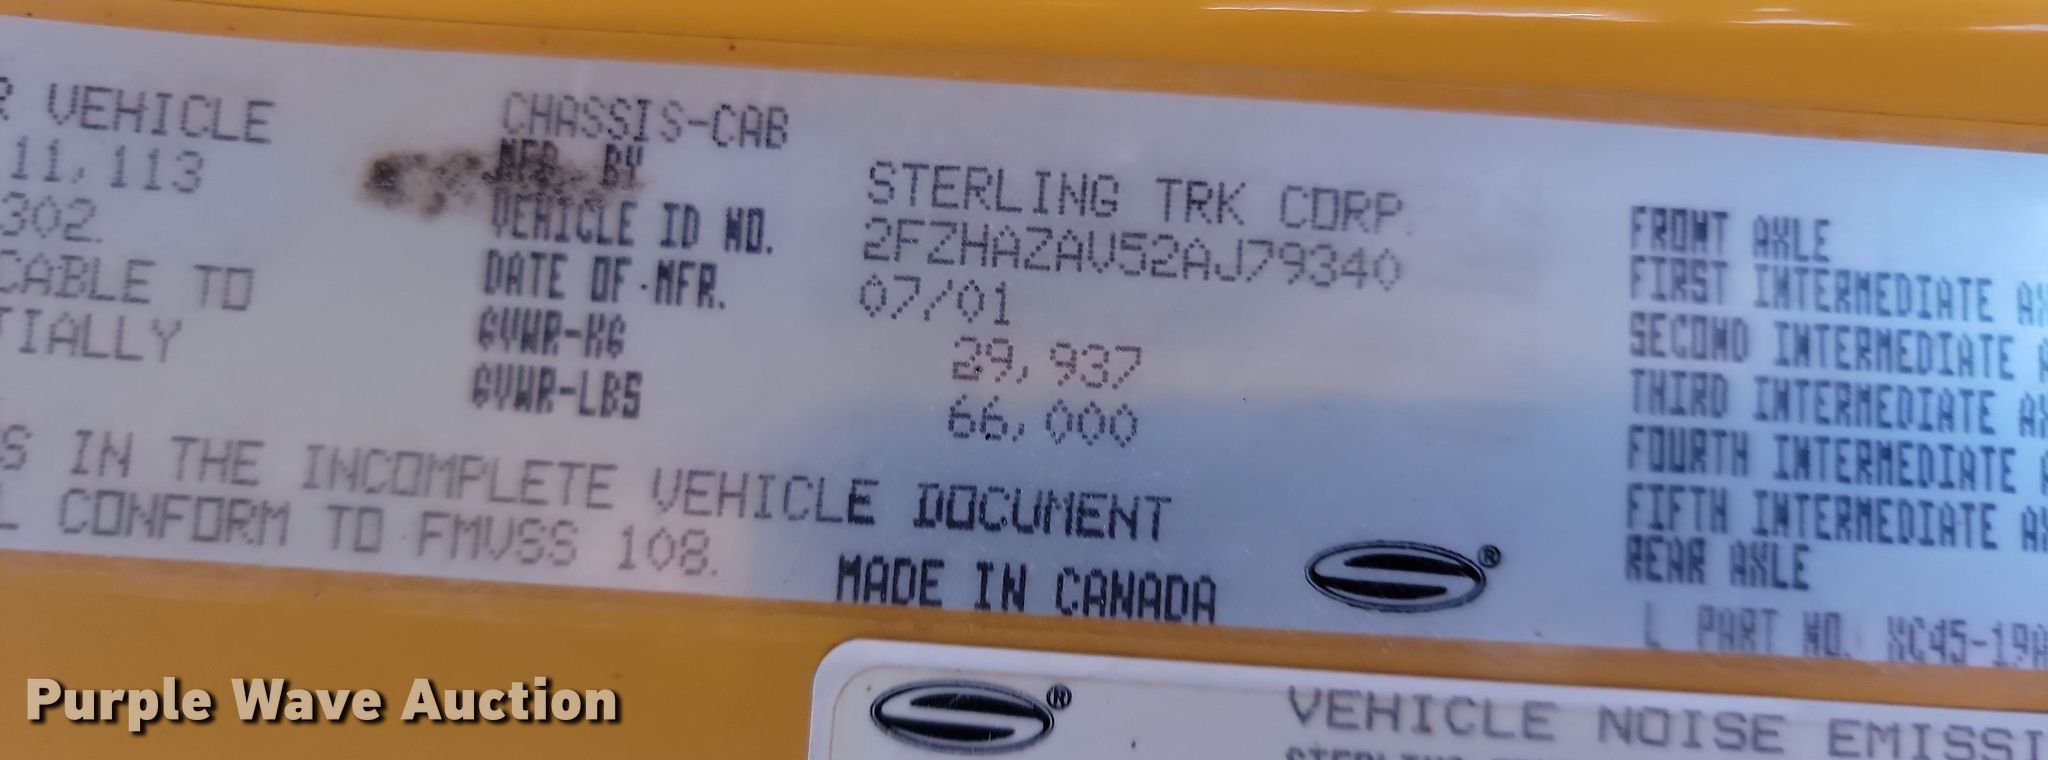 R VEHICLE
11,113
302.
CABLE TO
TIALLY
CHASSIS-CAB
MFD. BY STERLING TRK CORP.
VEHICLE ID NO. 2FZHAZAV52AJ79340
DATE OF MFR. 07/01
GVWR-KG 29,937
GVWR-LBS 66,000
S IN THE INCOMPLETE VEHICLE DOCUMENT
L CONFORM TO FMVSS 108.
MADE IN CANADA
®
FRONT AXLE
FIRST INTERMEDIATE AX
SECOND INTERMEDIATE A
THIRD INTERMEDIATE AX
FOURTH INTERMEDIATE A
FIFTH INTERMEDIATE AX
REAR AXLE
L PART NO. XC45-19A
®
VEHICLE NOISE EMISSI
Purple Wave Auction